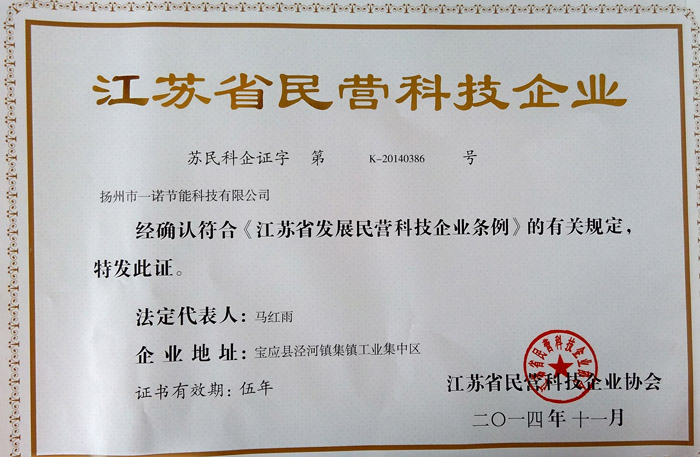 江苏省民营科技企业
苏民科企证字 第 K-20140386 号
扬州市一诺节能科技有限公司
经确认符合《江苏省发展民营科技企业条例》的有关规定，
特发此证。
法定代表人：马红雨
企业地址：宝应县泾河镇集镇工业集中区
证书有效期：伍年
江苏省民营科技企业协会
二〇一四年十一月